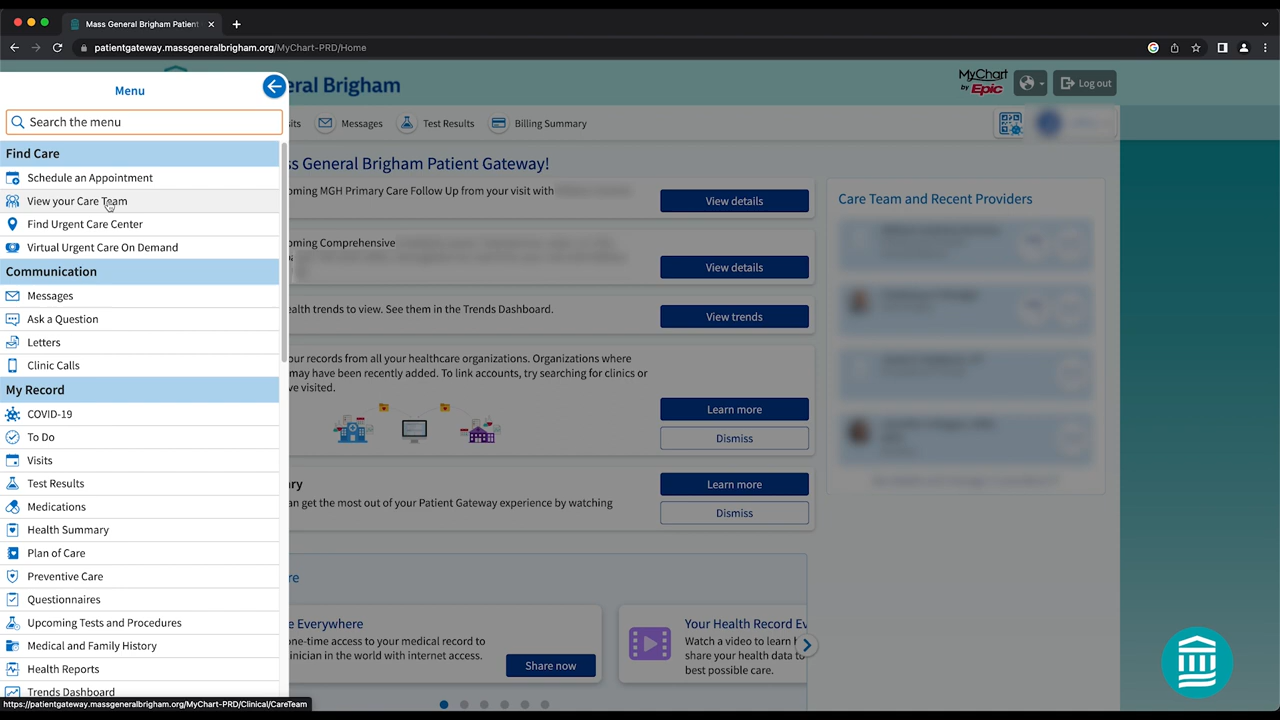 Mass General Brigham Patient
patientgateway.massgeneralbrigham.org/MyChart-PRD/Home
eral Brigham
MyChart
by Epic
Log out
Menu
Search the menu
Find Care
Schedule an Appointment
View your Care Team
Find Urgent Care Center
Virtual Urgent Care On Demand
Communication
Messages
Ask a Question
Letters
Clinic Calls
My Record
COVID-19
To Do
Visits
Test Results
Medications
Health Summary
Plan of Care
Preventive Care
Questionnaires
Upcoming Tests and Procedures
Medical and Family History
Health Reports
Trends Dashboard
https://patientgateway.massgeneralbrigham.org/MyChart-PRD/Clinical/CareTeam
its
Messages
Test Results
Billing Summary
ss General Brigham Patient Gateway!
oming MGH Primary Care Follow Up from your visit with
View details
oming Comprehensive
View details
ealth trends to view. See them in the Trends Dashboard.
View trends
our records from all your healthcare organizations. Organizations where
may have been recently added. To link accounts, try searching for clinics or
ve visited.
Learn more
Dismiss
ary
an get the most out of your Patient Gateway experience by watching
Learn more
Dismiss
re
e Everywhere
one-time access to your medical record to
linician in the world with internet access.
Share now
Your Health Record Ev
Watch a video to learn h
share your health data to
best possible care.
Care Team and Recent Providers